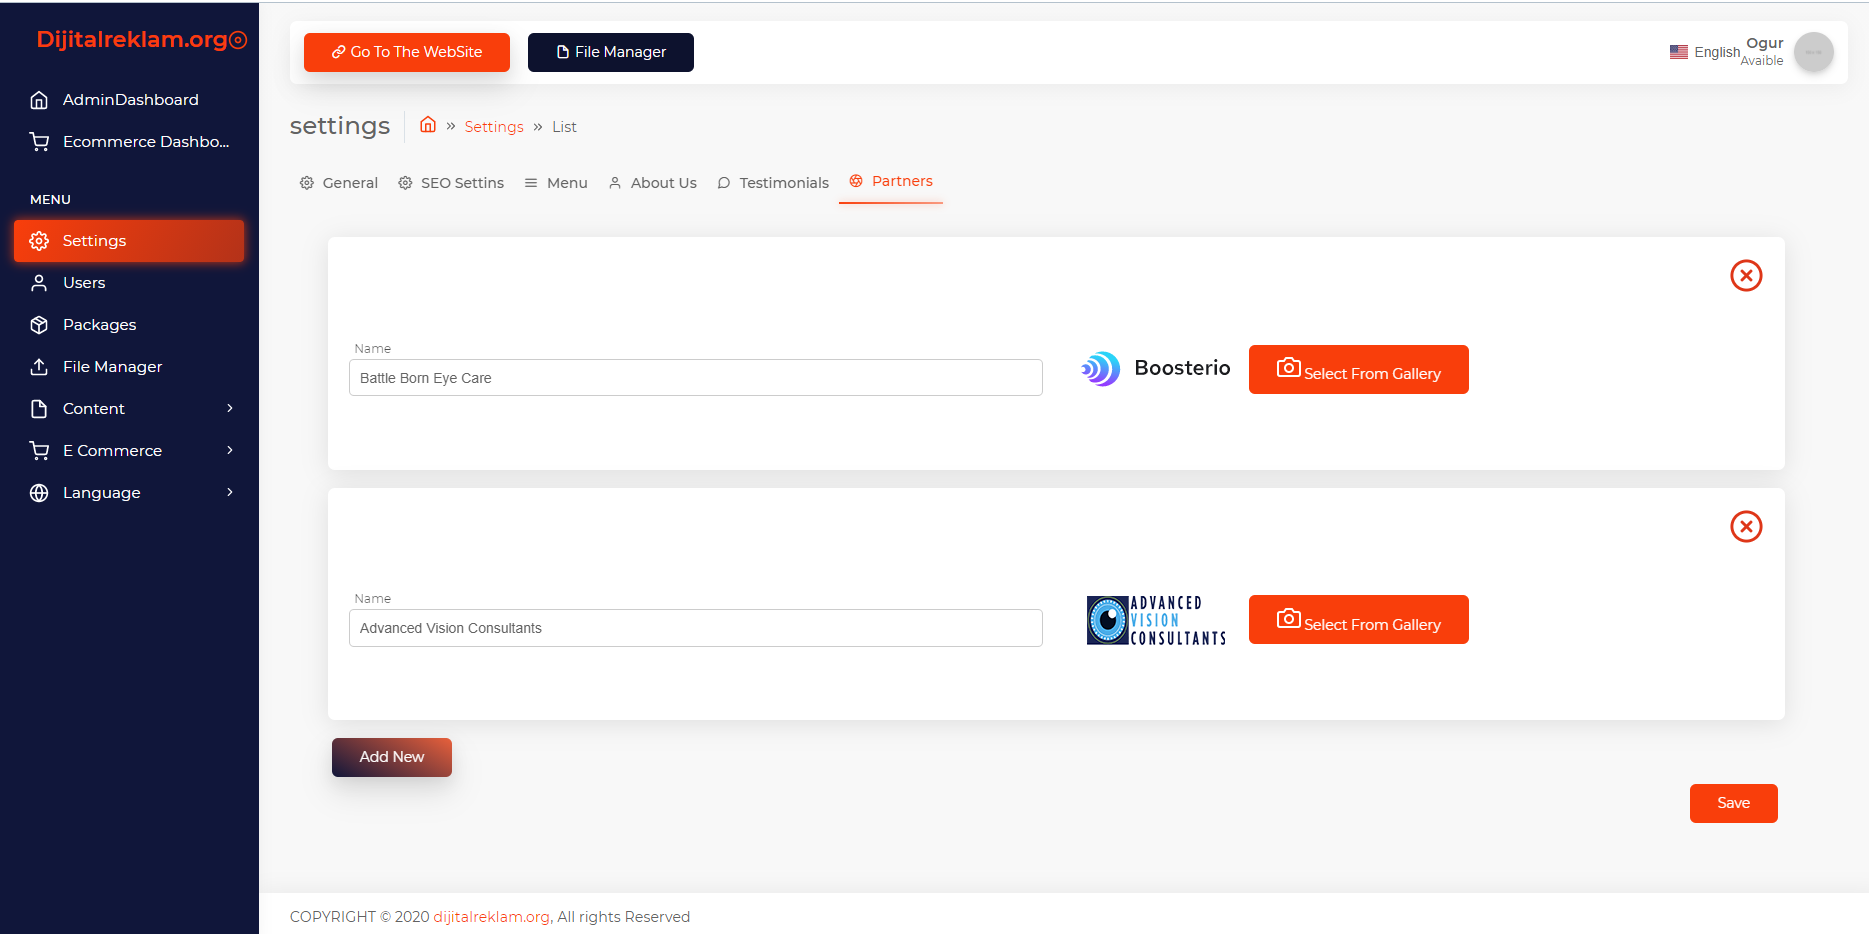 Dijitalreklam.org
AdminDashboard
Ecommerce Dashbo...
MENU
Settings
Users
Packages
File Manager
Content
E Commerce
Language
Go To The WebSite
File Manager
English
Ogur
Avaible
settings
» Settings » List
General
SEO Settins
Menu
About Us
Testimonials
Partners
Name
Battle Born Eye Care
Boosterio
Select From Gallery
Name
Advanced Vision Consultants
ADVANCED
VISION
CONSULTANTS
Select From Gallery
Add New
Save
COPYRIGHT © 2020 dijitalreklam.org, All rights Reserved